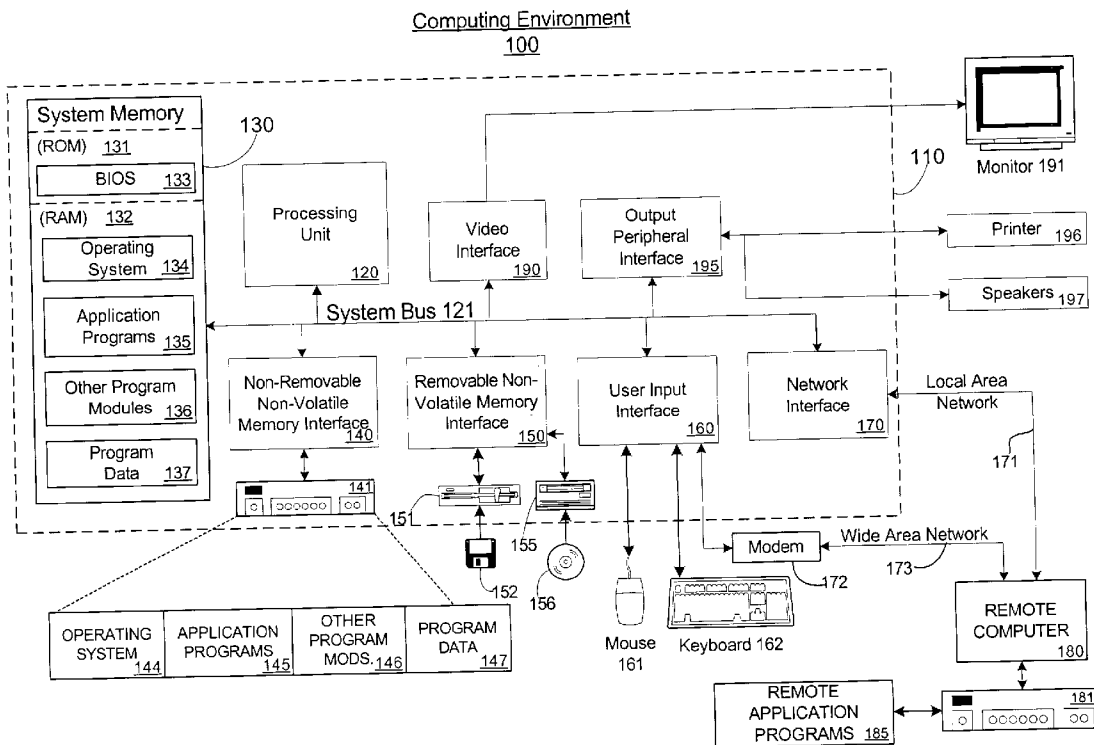 Computing Environment
100
System Memory
(ROM) 131
BIOS 133
(RAM) 132
Operating
System 134
Application
Programs 135
Other Program
Modules 136
Program
Data 137
130
Processing
Unit
120
Video
Interface
190
Output
Peripheral
Interface 195
110
Monitor 191
Printer
196
Speakers
197
System Bus 121
Non-Removable
Non-Volatile
Memory Interface
140
Removable Non-
Volatile Memory
Interface
150
User Input
Interface
160
Network
Interface
170
Local Area
Network
171
141
151
152
155
156
Modem
172
Wide Area Network
173
Mouse
161
Keyboard 162
REMOTE
COMPUTER
180
181
REMOTE
APPLICATION
PROGRAMS 185
OPERATING
SYSTEM 144
APPLICATION
PROGRAMS 145
OTHER
PROGRAM
MODS. 146
PROGRAM
DATA
147